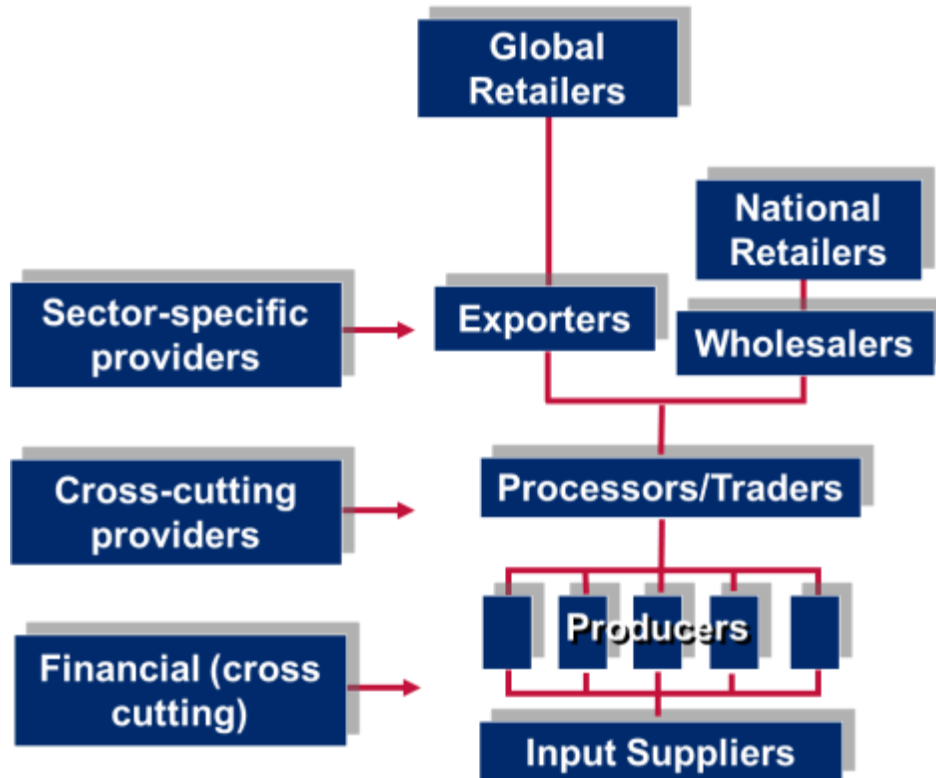 Global
Retailers
National
Retailers
Sector-specific
providers
Exporters
Wholesalers
Cross-cutting
providers
Processors/Traders
Producers
Financial (cross
cutting)
Input Suppliers